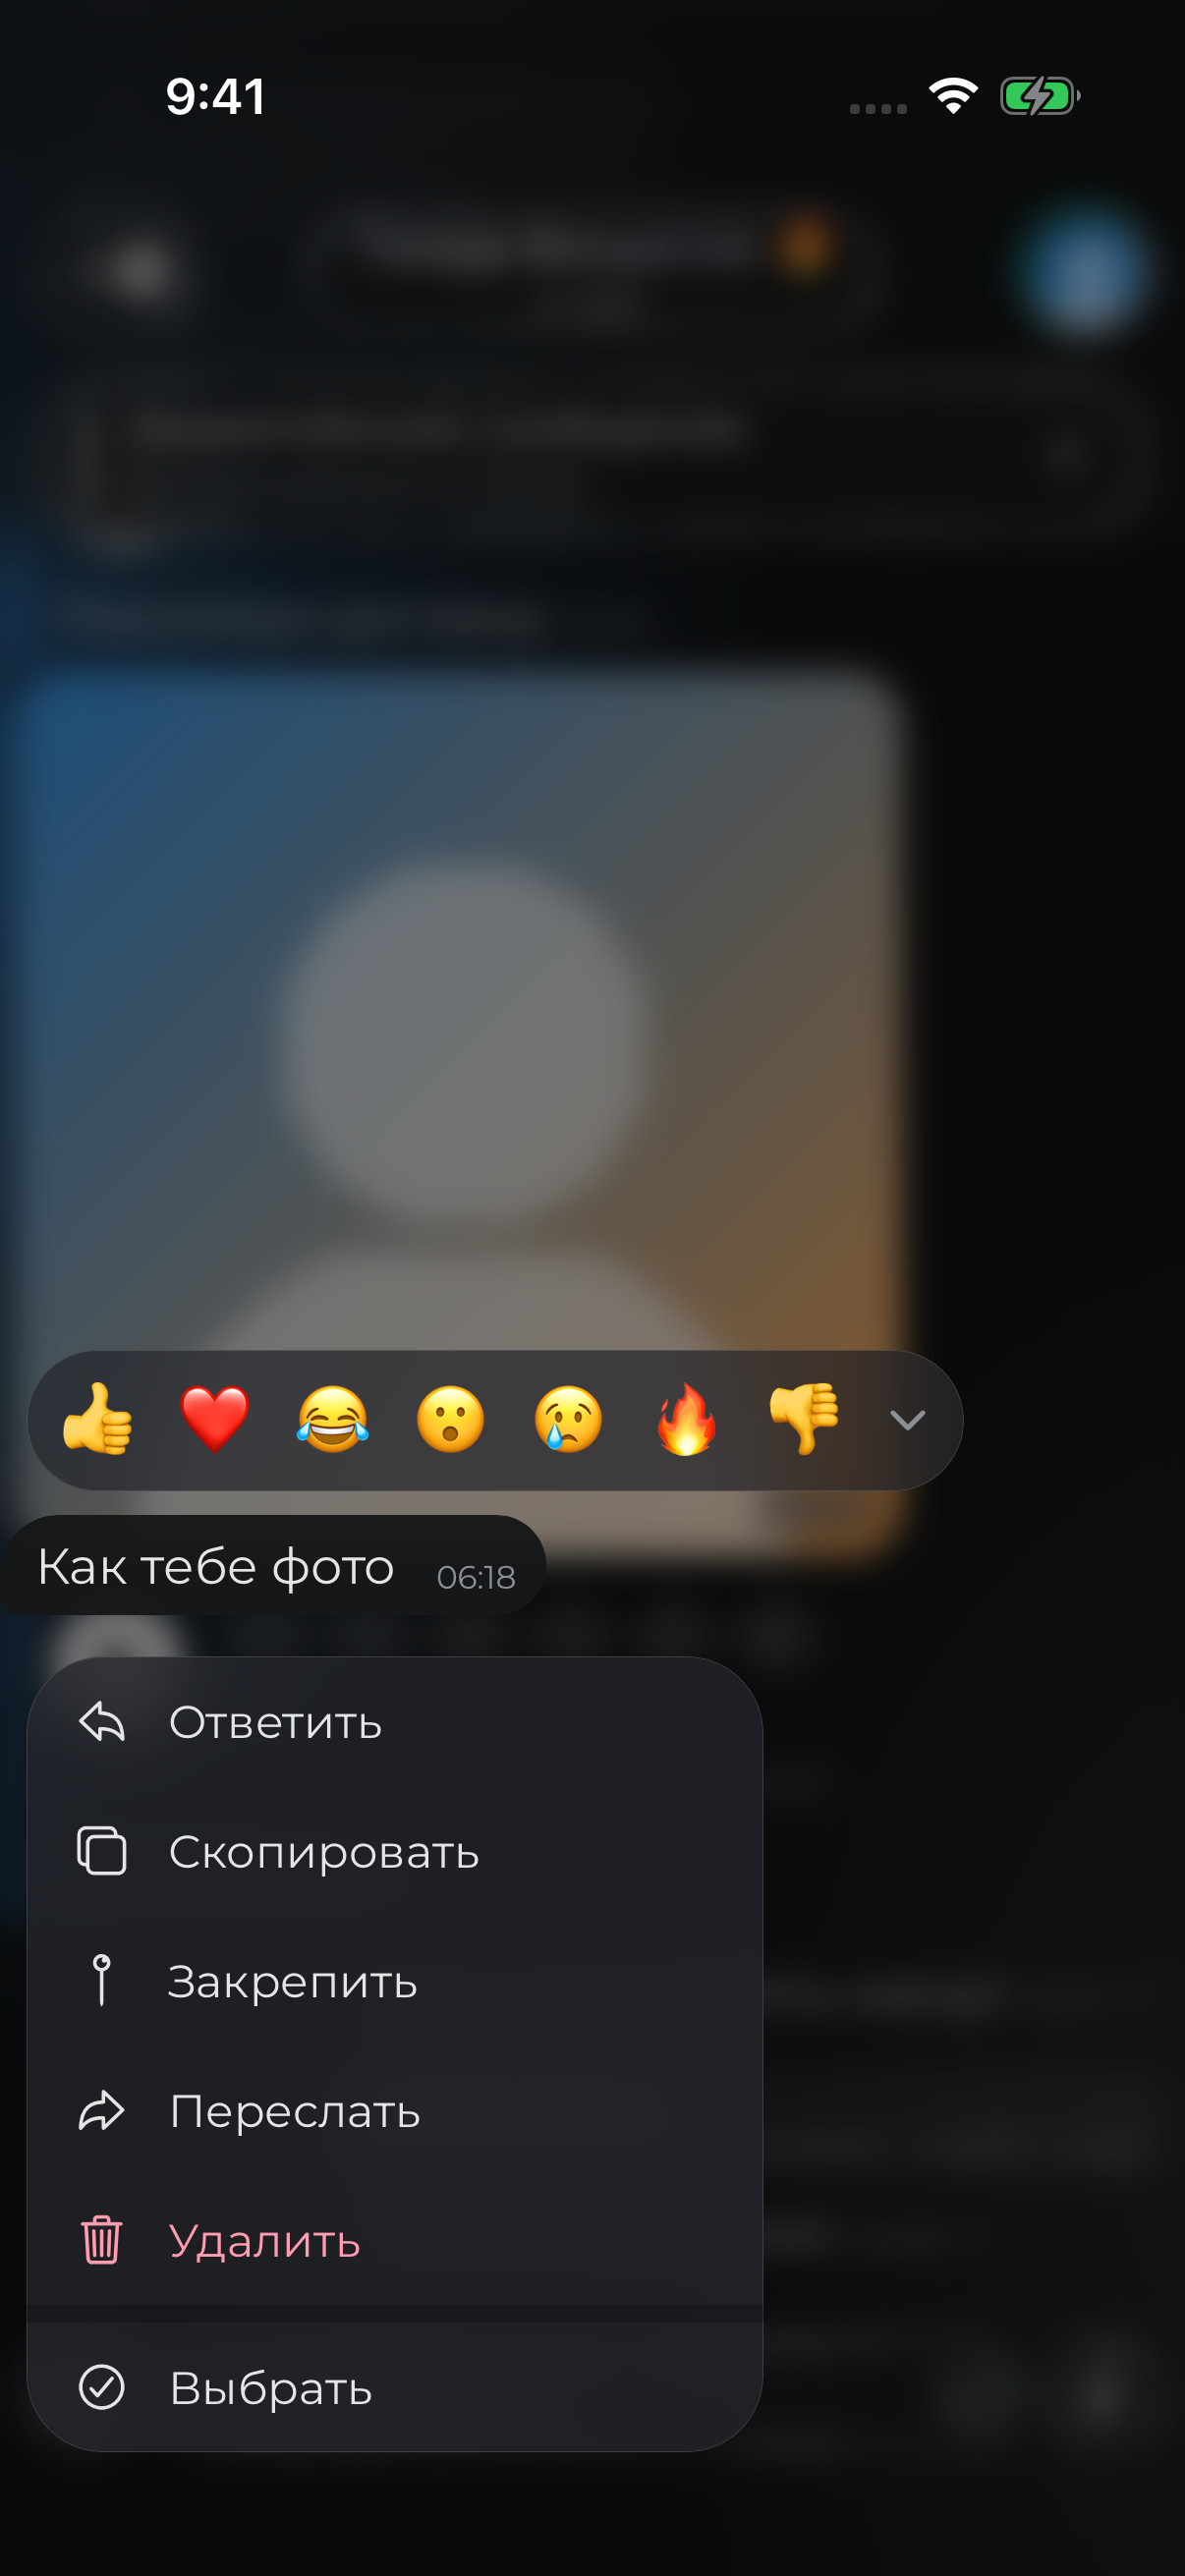 9:41
Как тебе фото 06:18
Ответить
Скопировать
Закрепить
Переслать
Удалить
Выбрать